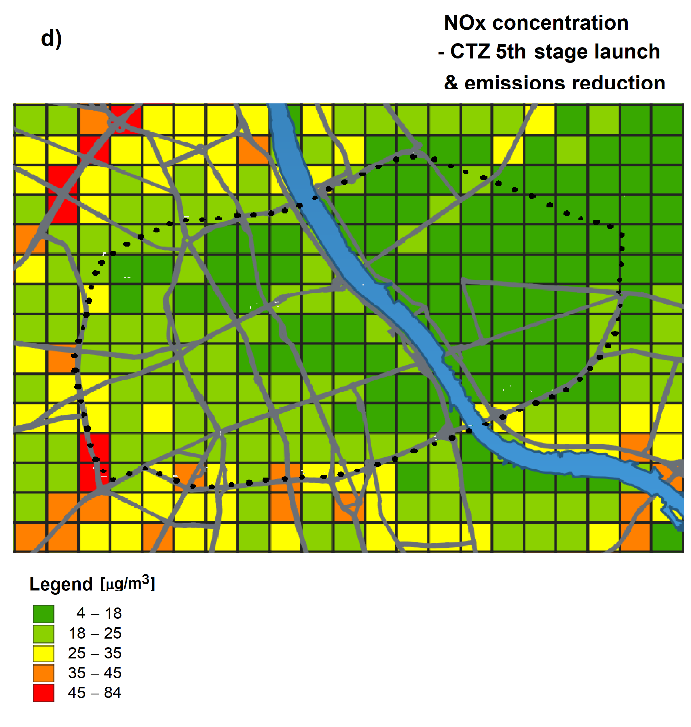 d)
NOx concentration
- CTZ 5th stage launch
& emissions reduction
Legend [µg/m³]
4 – 18
18 – 25
25 – 35
35 – 45
45 – 84